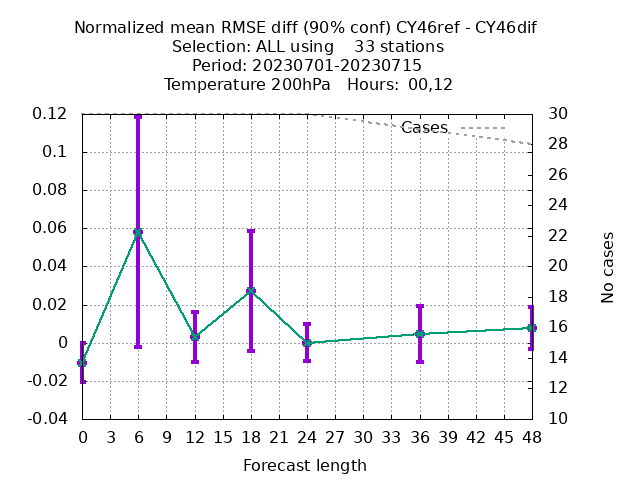 Normalized mean RMSE diff (90% conf) CY46ref - CY46dif
Selection: ALL using 33 stations
Period: 20230701-20230715
Temperature 200hPa Hours: 00,12
Cases
0.12
0.1
0.08
0.06
0.04
0.02
0
-0.02
-0.04
30
28
26
24
22
20
18
16
14
12
10
No cases
0 3 6 9 12 15 18 21 24 27 30 33 36 39 42 45 48
Forecast length